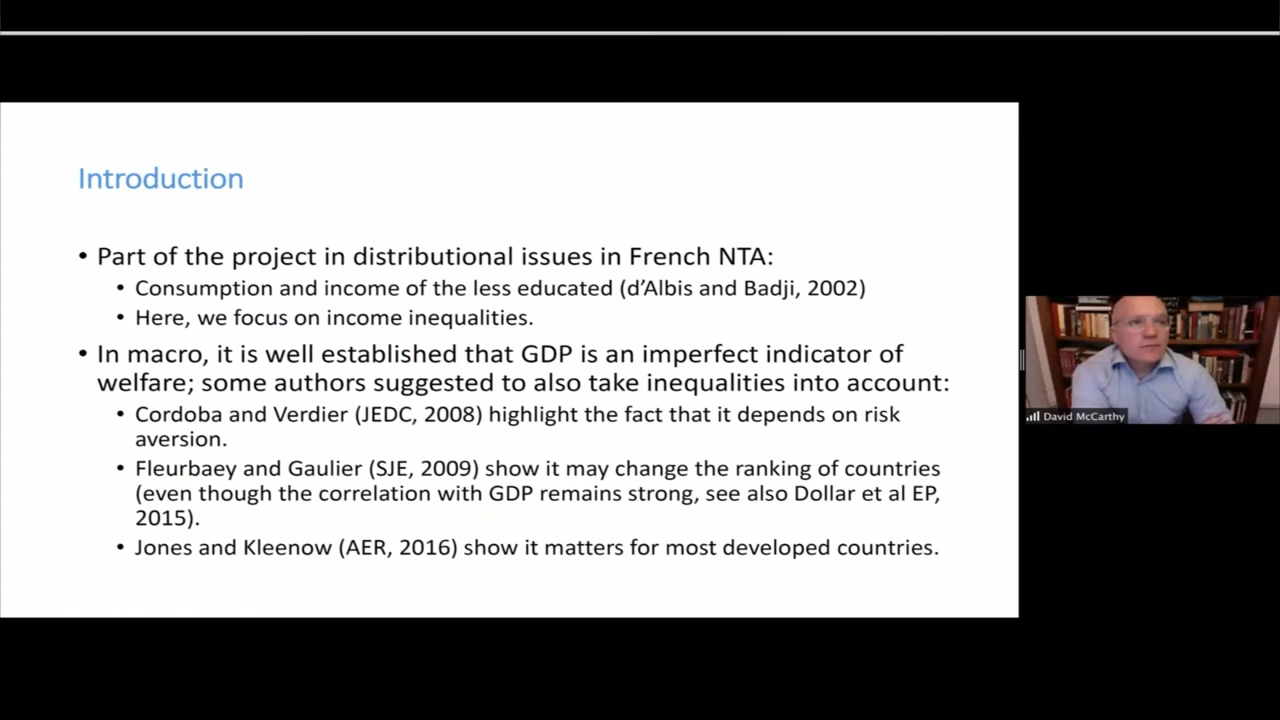 Introduction
• Part of the project in distributional issues in French NTA:
• Consumption and income of the less educated (d'Albis and Badji, 2002)
• Here, we focus on income inequalities.
• In macro, it is well established that GDP is an imperfect indicator of
welfare; some authors suggested to also take inequalities into account:
• Cordoba and Verdier (JEDC, 2008) highlight the fact that it depends on risk
aversion.
• Fleurbaey and Gaulier (SJE, 2009) show it may change the ranking of countries
(even though the correlation with GDP remains strong, see also Dollar et al EP,
2015).
• Jones and Kleenow (AER, 2016) show it matters for most developed countries.
David McCarthy